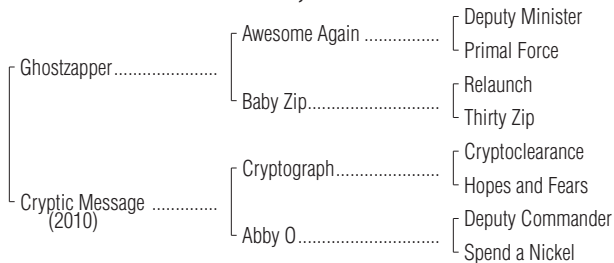 Deputy Minister
Awesome Again ................
Primal Force
Ghostzapper......................
Relaunch
Baby Zip............................
Thirty Zip
Cryptoclearance
Cryptograph......................
Hopes and Fears
Cryptic Message ..............
(2010)
Deputy Commander
Abby O..............................
Spend a Nickel